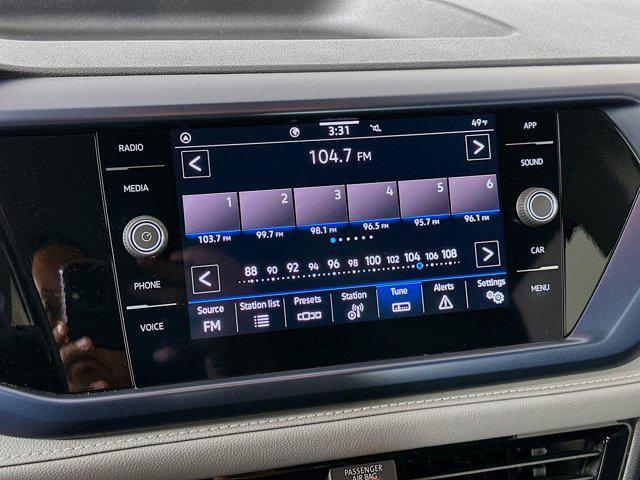 RADIO
MEDIA
PHONE
VOICE
3:31
49°F
104.7 FM
1 2 3 4 5 6
103.7 FM 99.7 FM 98.1 FM 96.5 FM 95.7 FM 96.1 FM
88 90 92 94 96 98 100 102 104 106 108
Source Station list Presets Station Tune Alerts Settings
FM
APP
SOUND
CAR
MENU
PASSENGER
AIR BAG